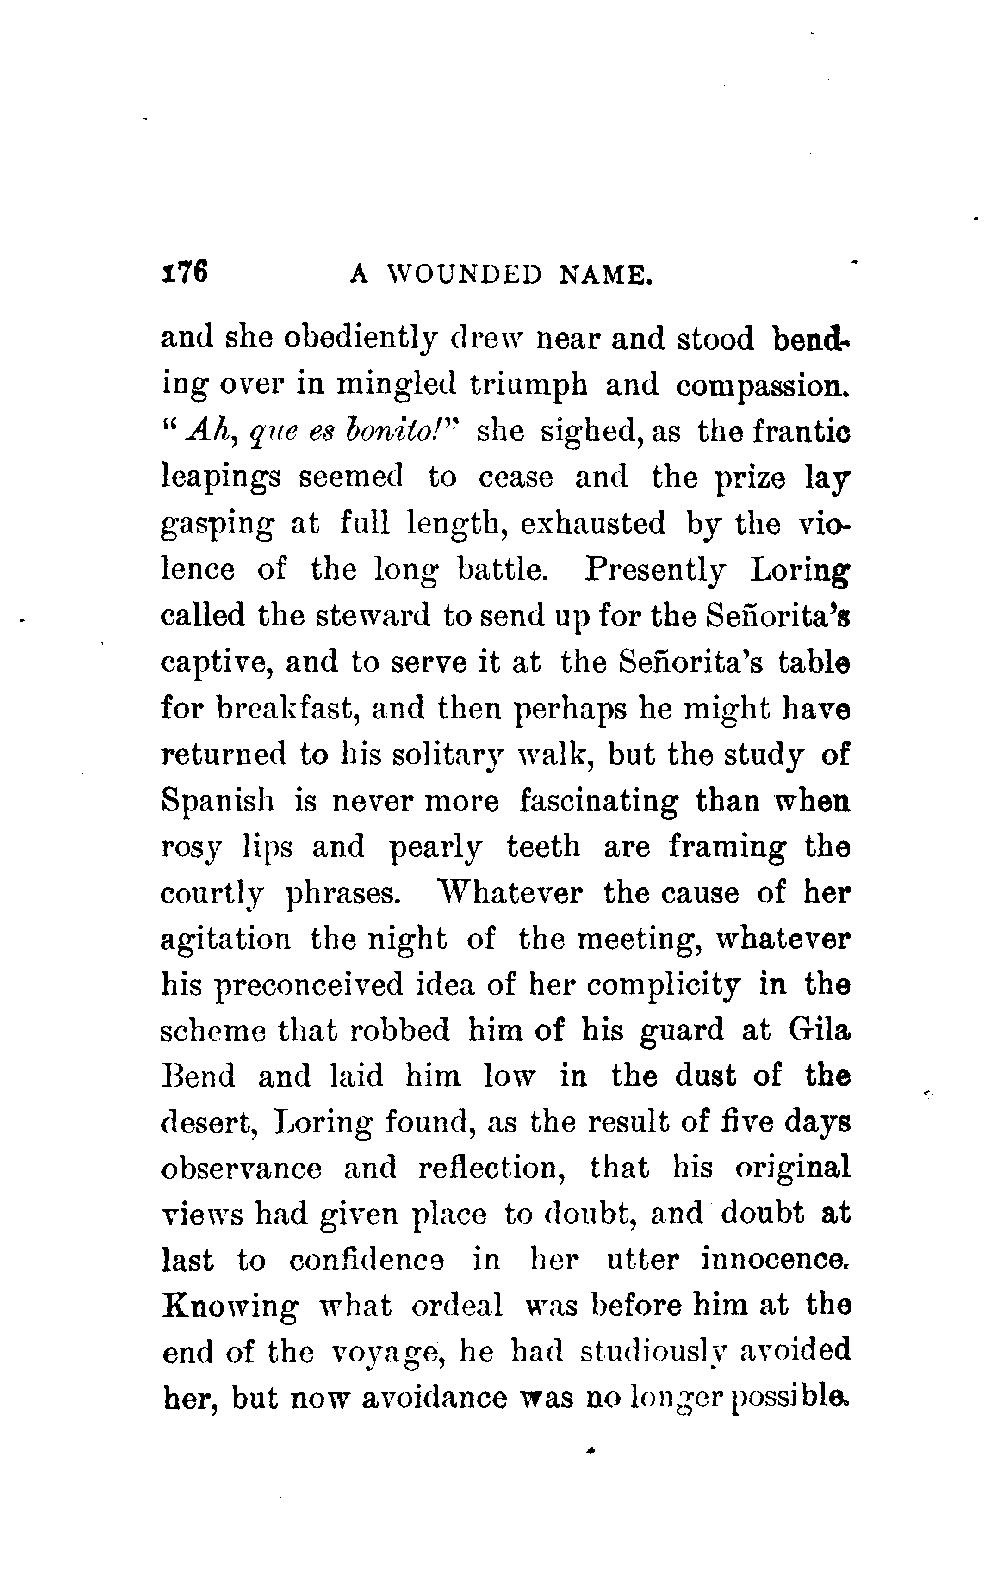 176 A WOUNDED NAME.
and she obediently drew near and stood bend-
ing over in mingled triumph and compassion.
“Ah, que es bonito!” she sighed, as the frantic
leapings seemed to cease and the prize lay
gasping at full length, exhausted by the vio-
lence of the long battle. Presently Loring
called the steward to send up for the Señorita’s
captive, and to serve it at the Señorita’s table
for breakfast, and then perhaps he might have
returned to his solitary walk, but the study of
Spanish is never more fascinating than when
rosy lips and pearly teeth are framing the
courtly phrases. Whatever the cause of her
agitation the night of the meeting, whatever
his preconceived idea of her complicity in the
scheme that robbed him of his guard at Gila
Bend and laid him low in the dust of the
desert, Loring found, as the result of five days
observance and reflection, that his original
views had given place to doubt, and doubt at
last to confidence in her utter innocence.
Knowing what ordeal was before him at the
end of the voyage, he had studiously avoided
her, but now avoidance was no longer possible.